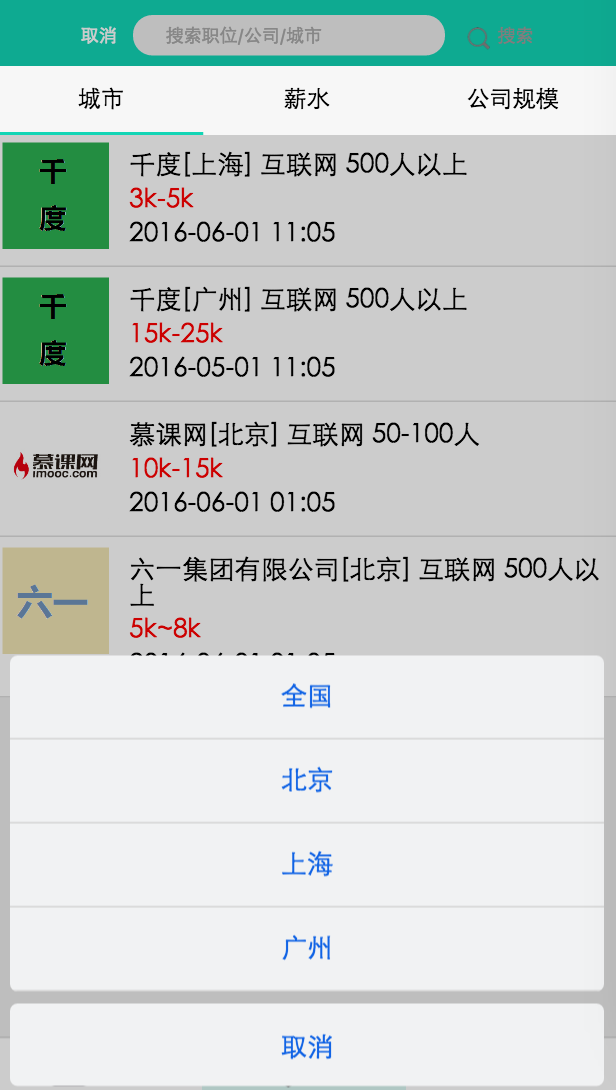 取消 搜索职位/公司/城市 搜索
城市 薪水 公司规模
千
度
千度[上海] 互联网 500人以上
3k-5k
2016-06-01 11:05
千
度
千度[广州] 互联网 500人以上
15k-25k
2016-05-01 11:05
慕课网
imooc.com
慕课网[北京] 互联网 50-100人
10k-15k
2016-06-01 01:05
六一
六一集团有限公司[北京] 互联网 500人以
上
5k~8k
全国
北京
上海
广州
取消